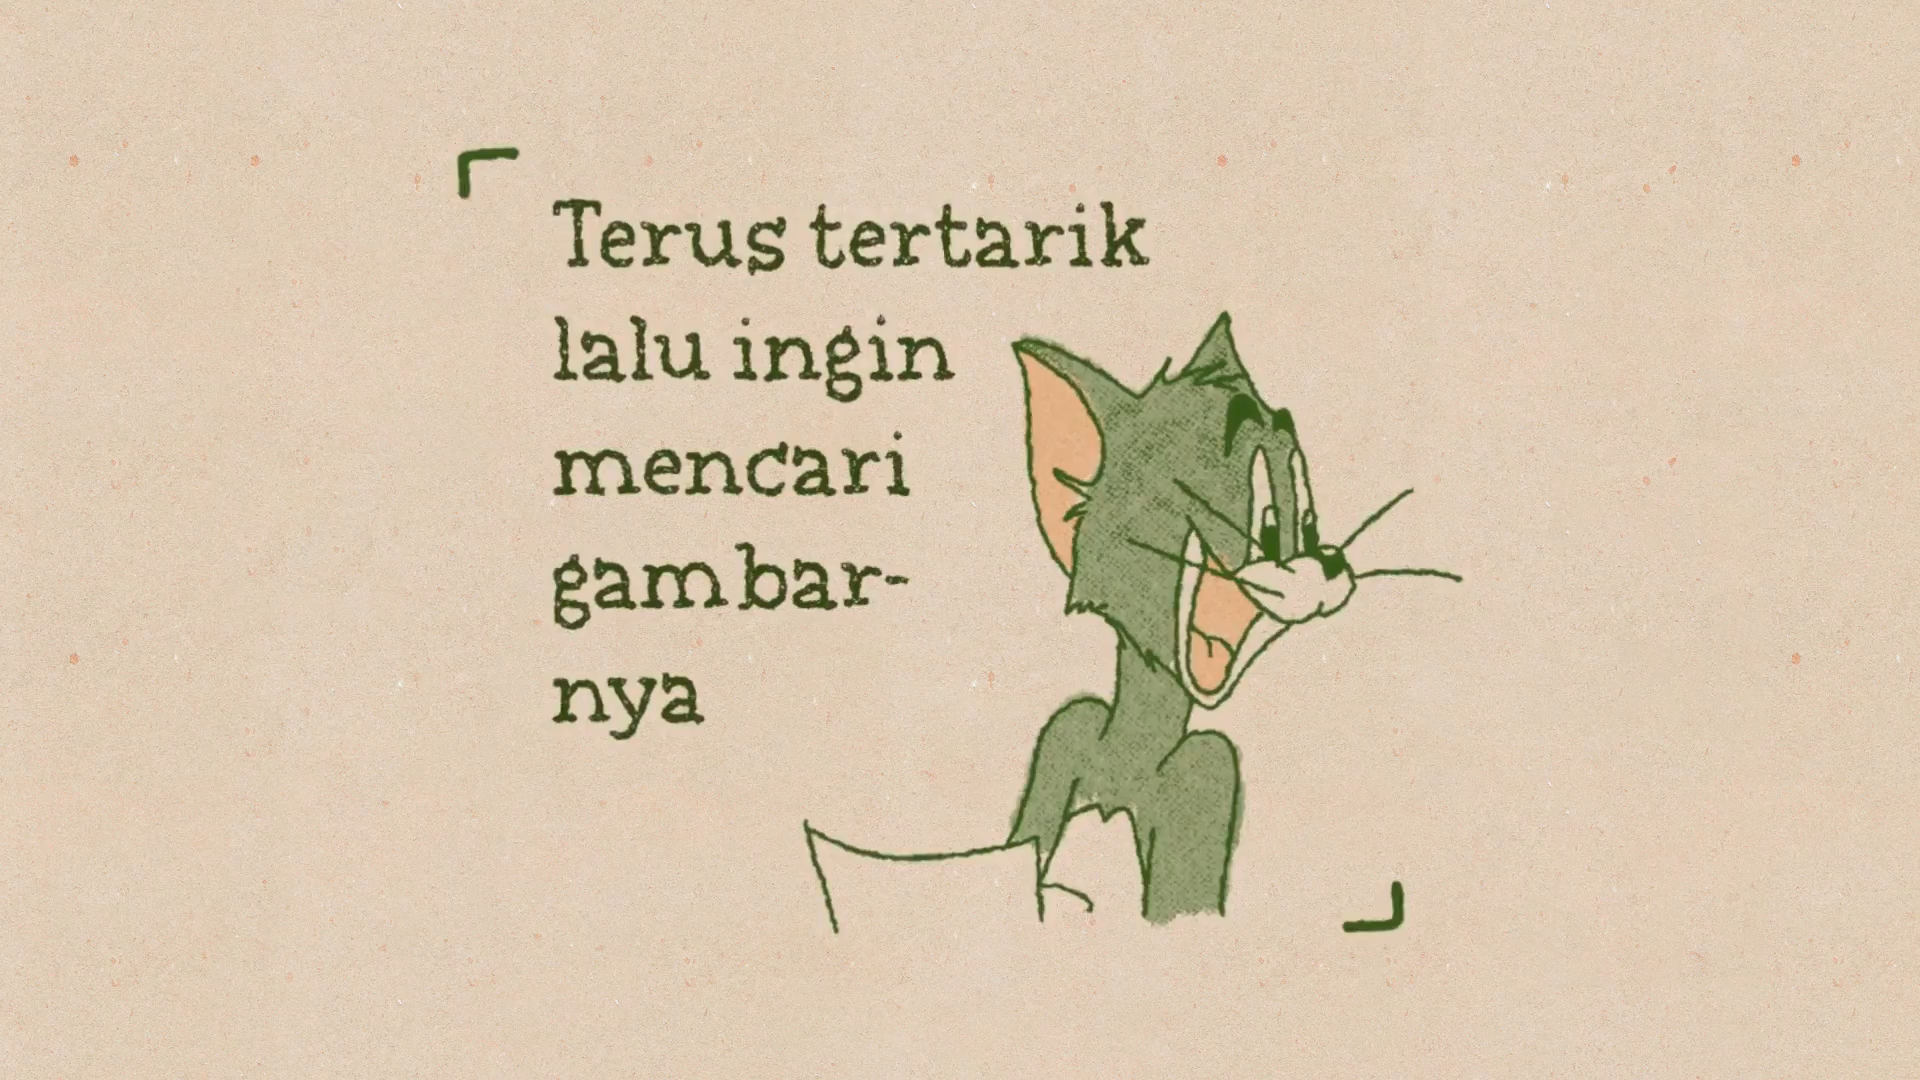 Terus tertarik
lalu ingin
mencari
gambar-
nya